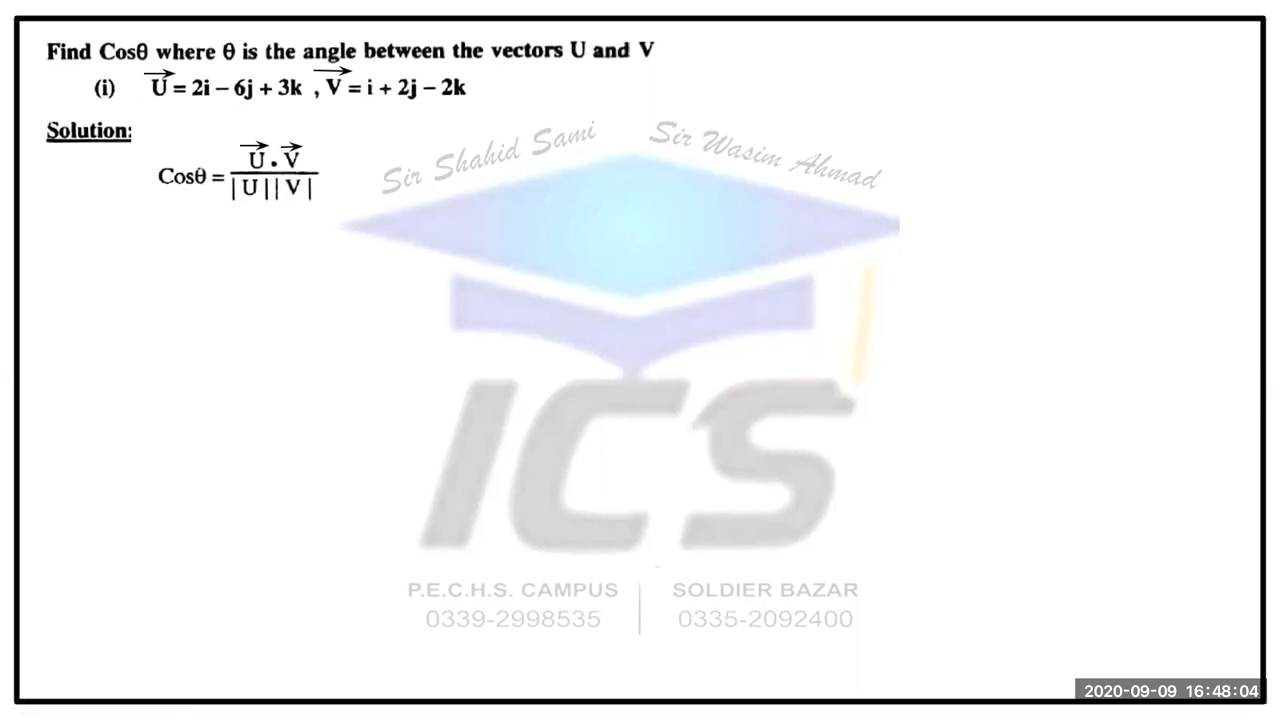 Find Cosθ where θ is the angle between the vectors U and V
(i) U = 2i – 6j + 3k , V = i + 2j – 2k
Solution:
Sir Shahid Sami Sir Wasim Ahmad
Cosθ = U . V / |U||V|
ICS
P.E.C.H.S. CAMPUS SOLDIER BAZAR
0339-2998535 0335-2092400
2020-09-09 16:48:04